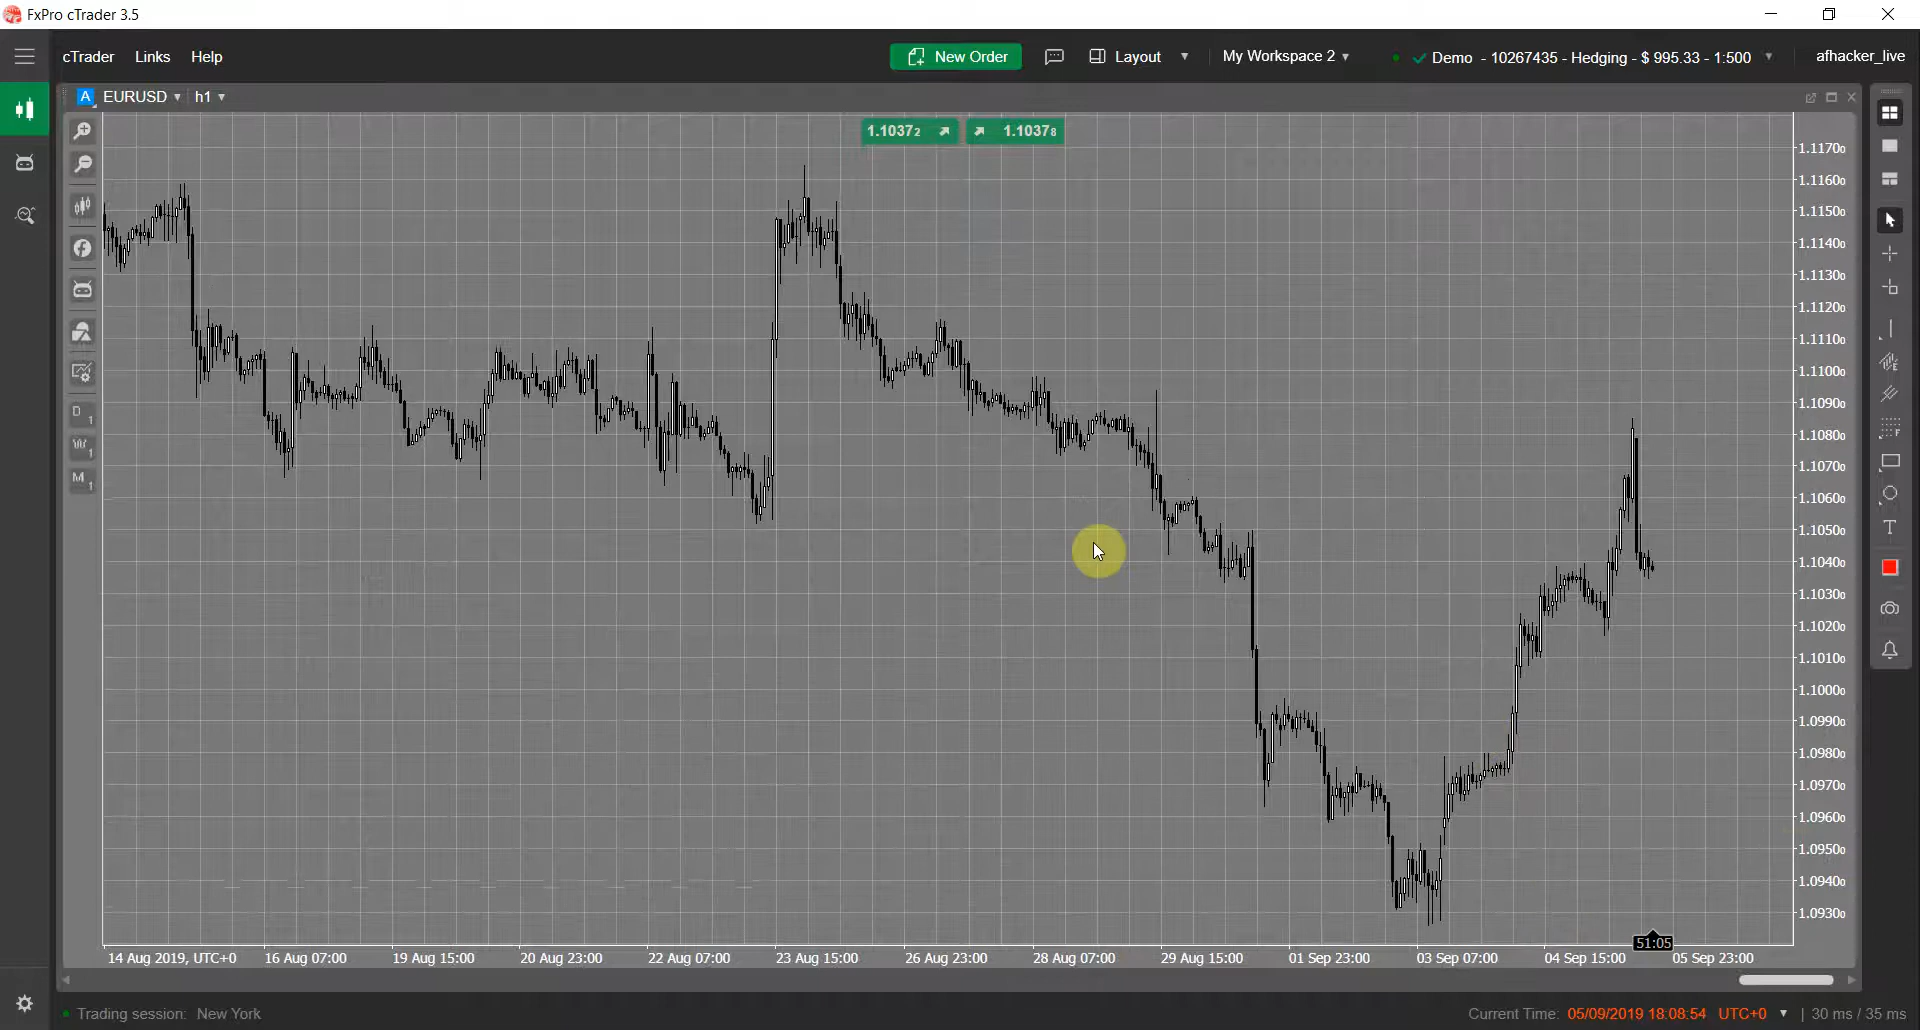 FxPro cTrader 3.5
cTrader Links Help
New Order
Layout
My Workspace 2
Demo - 10267435 - Hedging - $ 995.33 - 1:500
afhacker_live
A EURUSD h1
1.10372 1.10378
1.11700
1.11600
1.11500
1.11400
1.11300
1.11200
1.11100
1.11000
1.10900
1.10800
1.10700
1.10600
1.10500
1.10400
1.10300
1.10200
1.10100
1.10000
1.09900
1.09800
1.09700
1.09600
1.09500
1.09400
1.09300
D 1
W 1
M 1
E
F
T
51:05
14 Aug 2019, UTC+0 16 Aug 07:00 19 Aug 15:00 20 Aug 23:00 22 Aug 07:00 23 Aug 15:00 26 Aug 23:00 28 Aug 07:00 29 Aug 15:00 01 Sep 23:00 03 Sep 07:00 04 Sep 15:00 05 Sep 23:00
Trading session: New York
Current Time: 05/09/2019 18:08:54 UTC+0 | 30 ms / 35 ms